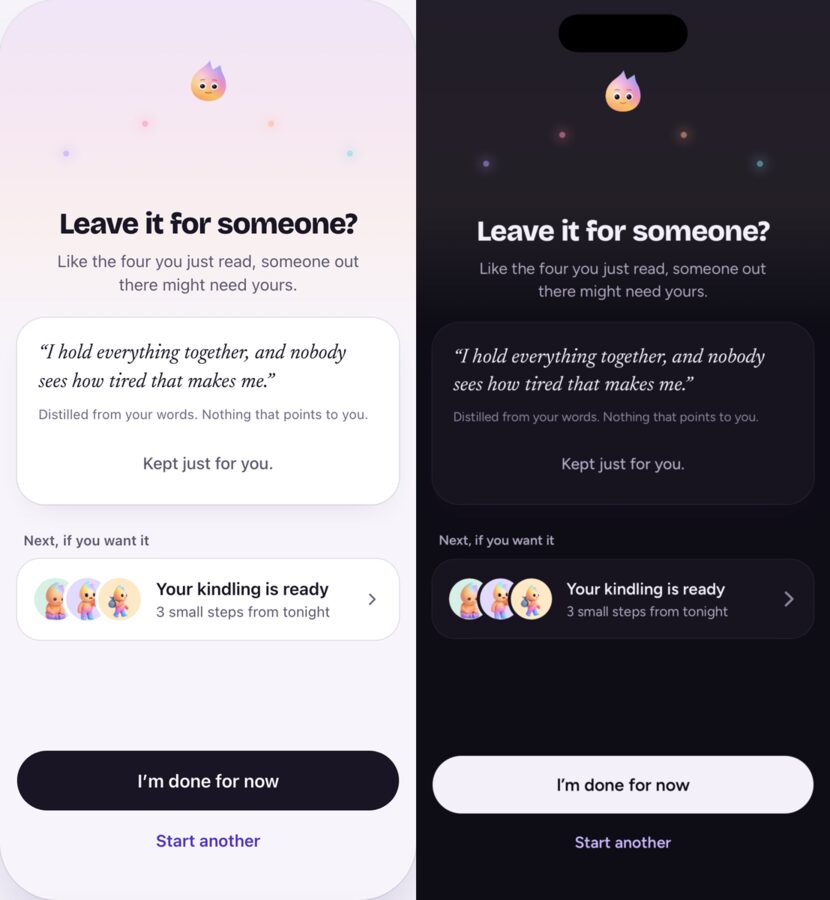 Leave it for someone?
Like the four you just read, someone out
there might need yours.
“I hold everything together, and nobody
sees how tired that makes me.”
Distilled from your words. Nothing that points to you.
Kept just for you.
Next, if you want it
Your kindling is ready
3 small steps from tonight
I’m done for now
Start another
Leave it for someone?
Like the four you just read, someone out
there might need yours.
“I hold everything together, and nobody
sees how tired that makes me.”
Distilled from your words. Nothing that points to you.
Kept just for you.
Next, if you want it
Your kindling is ready
3 small steps from tonight
I’m done for now
Start another